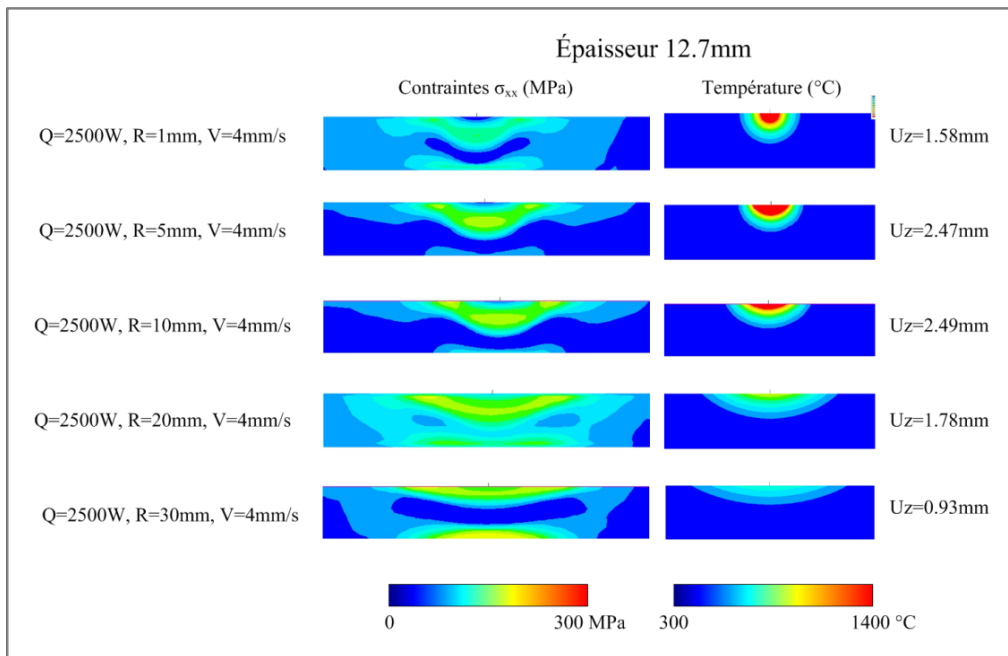 Épaisseur 12.7mm
Contraintes σxx (MPa)
Température (°C)
Q=2500W, R=1mm, V=4mm/s
Uz=1.58mm
Q=2500W, R=5mm, V=4mm/s
Uz=2.47mm
Q=2500W, R=10mm, V=4mm/s
Uz=2.49mm
Q=2500W, R=20mm, V=4mm/s
Uz=1.78mm
Q=2500W, R=30mm, V=4mm/s
Uz=0.93mm
0
300 MPa
300
1400 °C